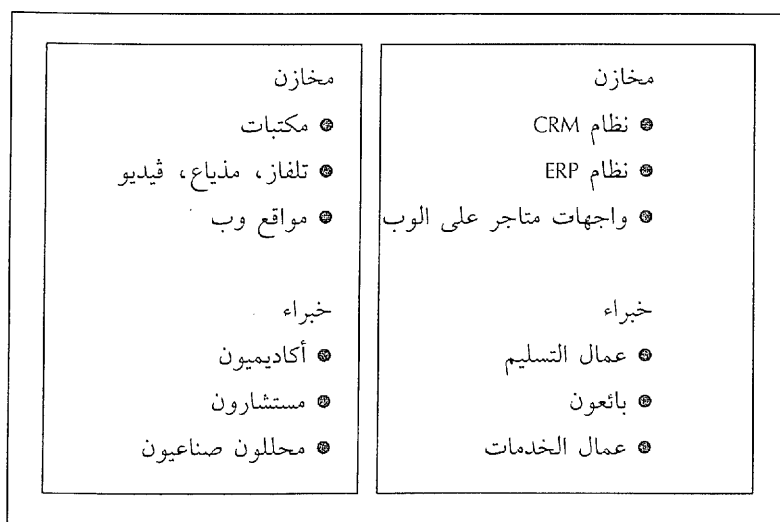 مخازن
● نظام CRM
● نظام ERP
● واجهات متاجر على الوب
خبراء
● عمال التسليم
● بائعون
● عمال الخدمات
مخازن
● مكتبات
● تلفاز، مذياع، ڤيديو
● مواقع وب
خبراء
● أكاديميون
● مستشارون
● محللون صناعيون